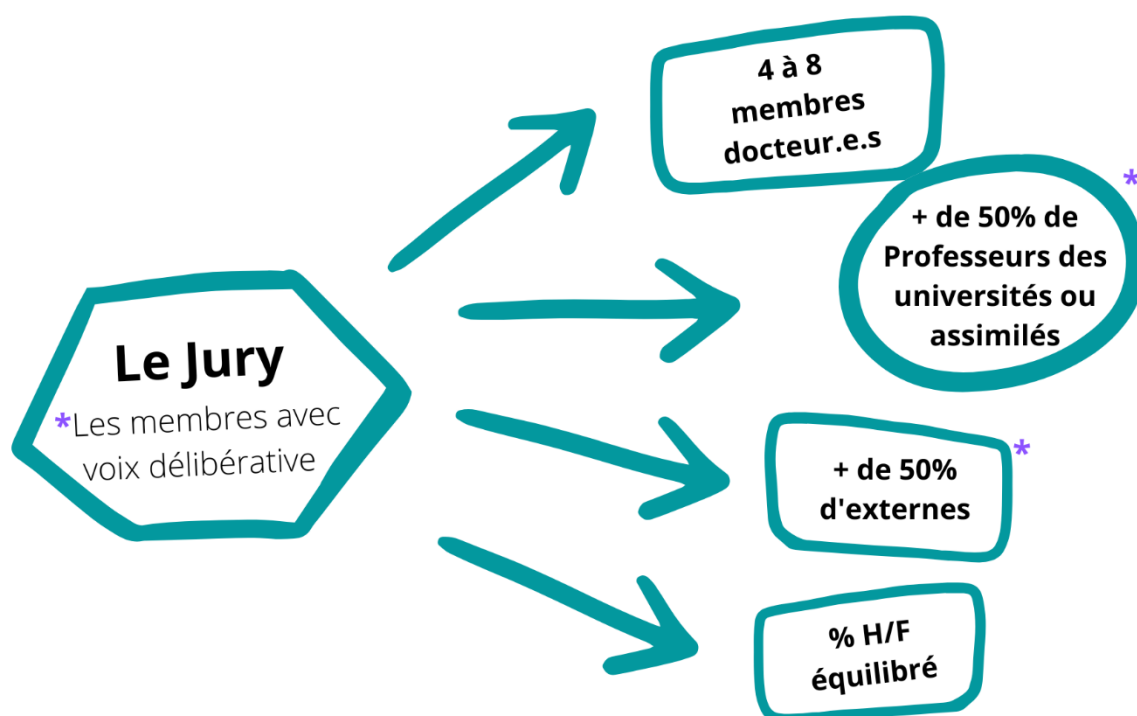 4 à 8
membres
docteur.e.s
*
+ de 50% de
Professeurs des
universités ou
assimilés
Le Jury
*Les membres avec
voix délibérative
*
+ de 50%
d'externes
% H/F
équilibré